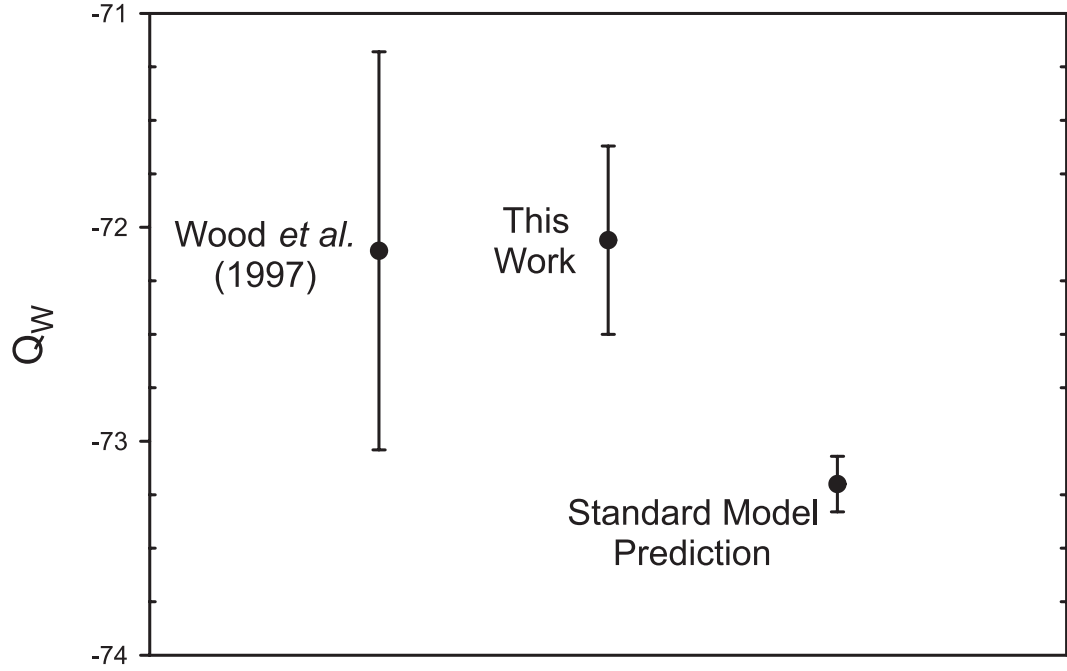 -71
-72
-73
-74
Q_W
Wood et al.
(1997)
This
Work
Standard Model
Prediction